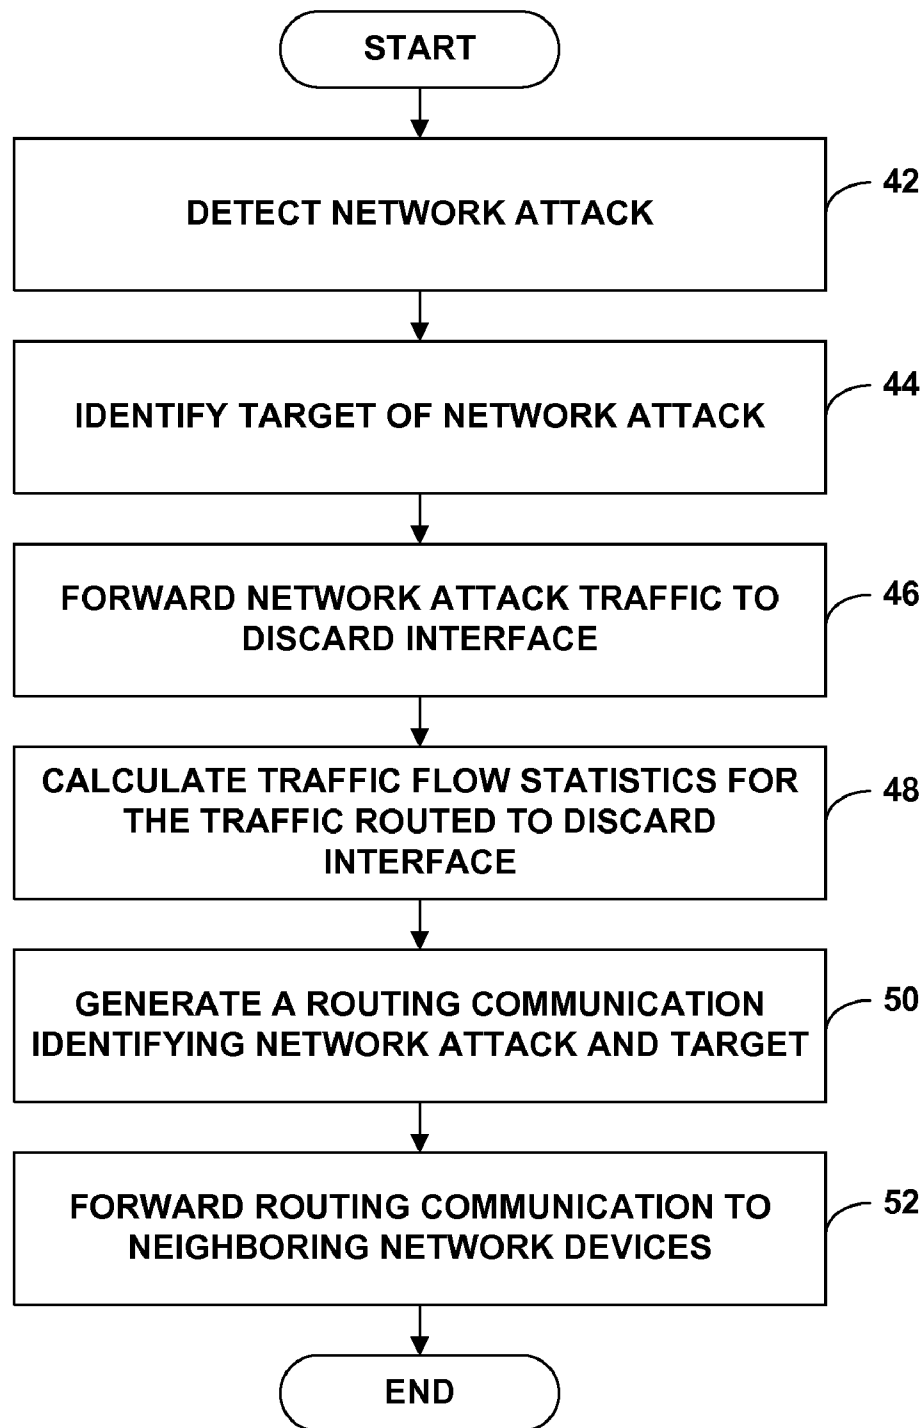 START
DETECT NETWORK ATTACK
42
IDENTIFY TARGET OF NETWORK ATTACK
44
FORWARD NETWORK ATTACK TRAFFIC TO
DISCARD INTERFACE
46
CALCULATE TRAFFIC FLOW STATISTICS FOR
THE TRAFFIC ROUTED TO DISCARD
INTERFACE
48
GENERATE A ROUTING COMMUNICATION
IDENTIFYING NETWORK ATTACK AND TARGET
50
FORWARD ROUTING COMMUNICATION TO
NEIGHBORING NETWORK DEVICES
52
END